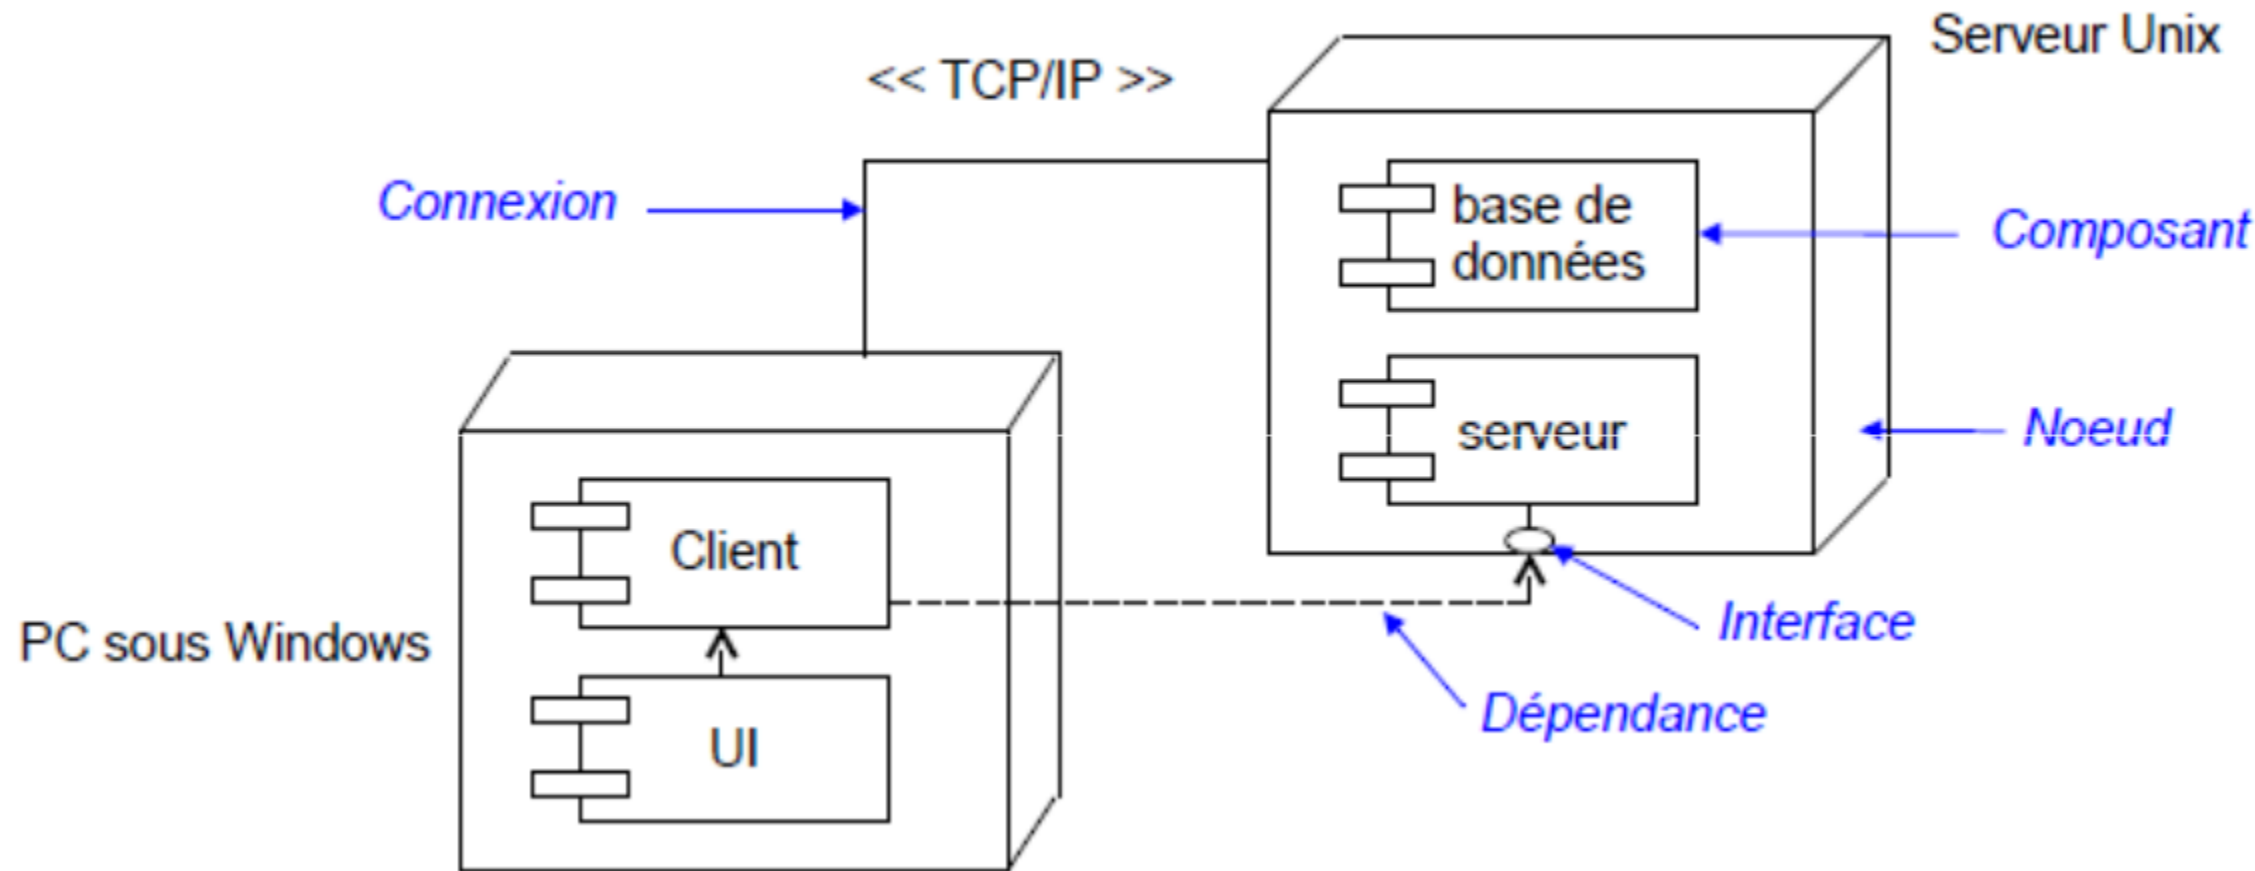 Serveur Unix
<< TCP/IP >>
Connexion
base de
données
Composant
serveur
Noeud
Client
Interface
PC sous Windows
Dépendance
UI